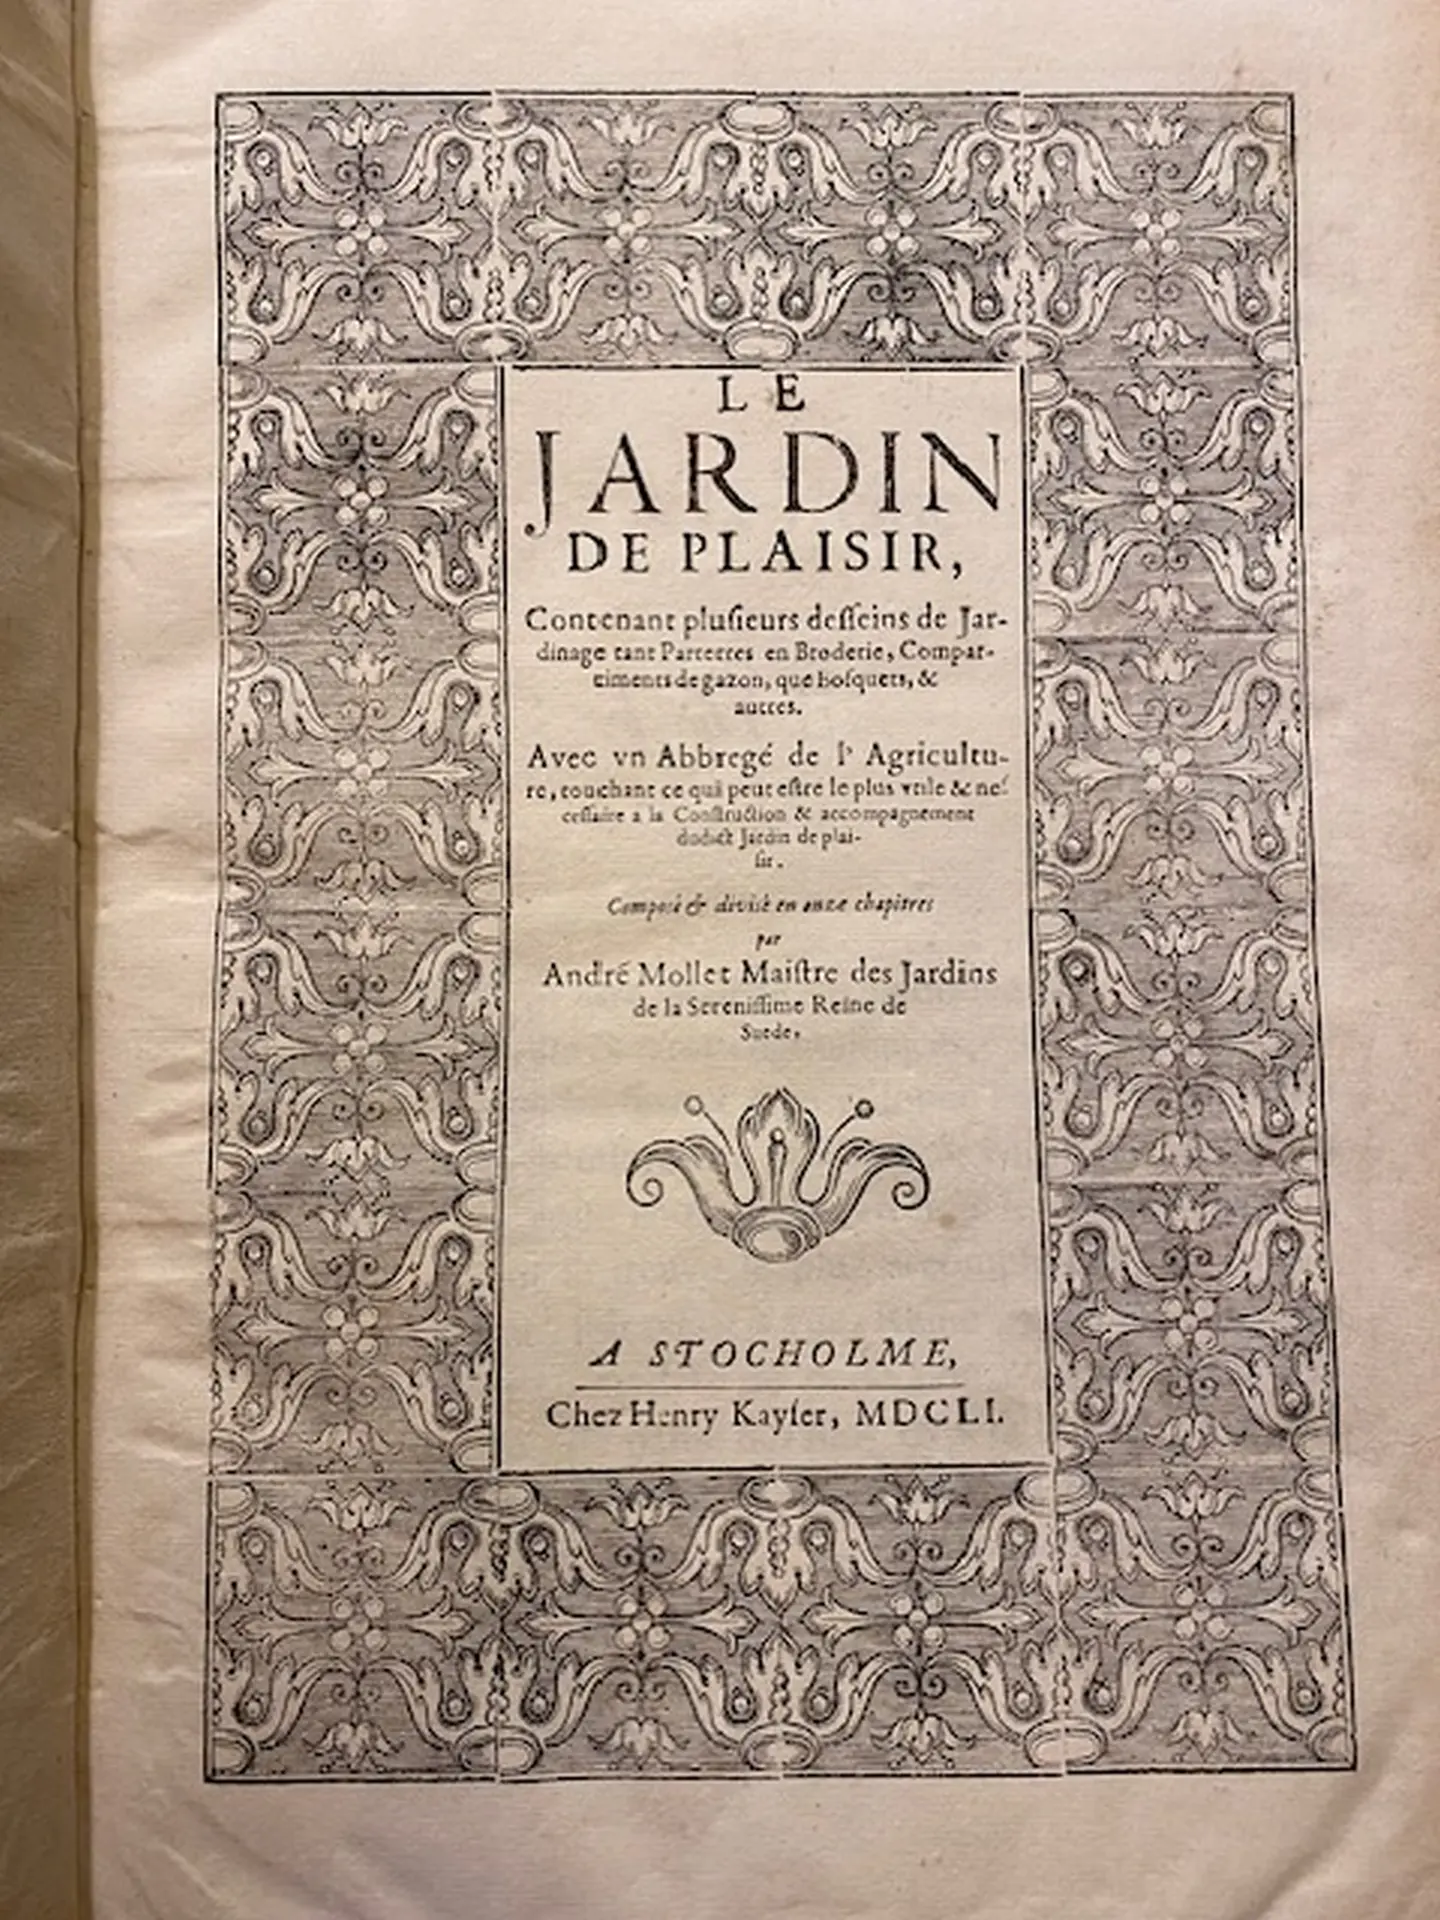 LE
JARDIN
DE PLAISIR,
Contenant pluſieurs deſſeins de Jar-
dinage tant Parterres en Broderie, Compar-
timents de gazon, que boſquets, &
autres.
Avec vn Abbregé de l' Agricultu-
re, touchant ce qui peut eſtre le plus vtile & neſ
ceſſaire a la Conſtruction & accompagnement
dudict Jardin de plai-
ſir.
Compoſé & diviſé en onze chapitres
par
André Mollet Maiſtre des Jardins
de la Sereniſſime Reine de
Suede,
A STOCHOLME,
Chez Henry Kayſer, MDCLI.